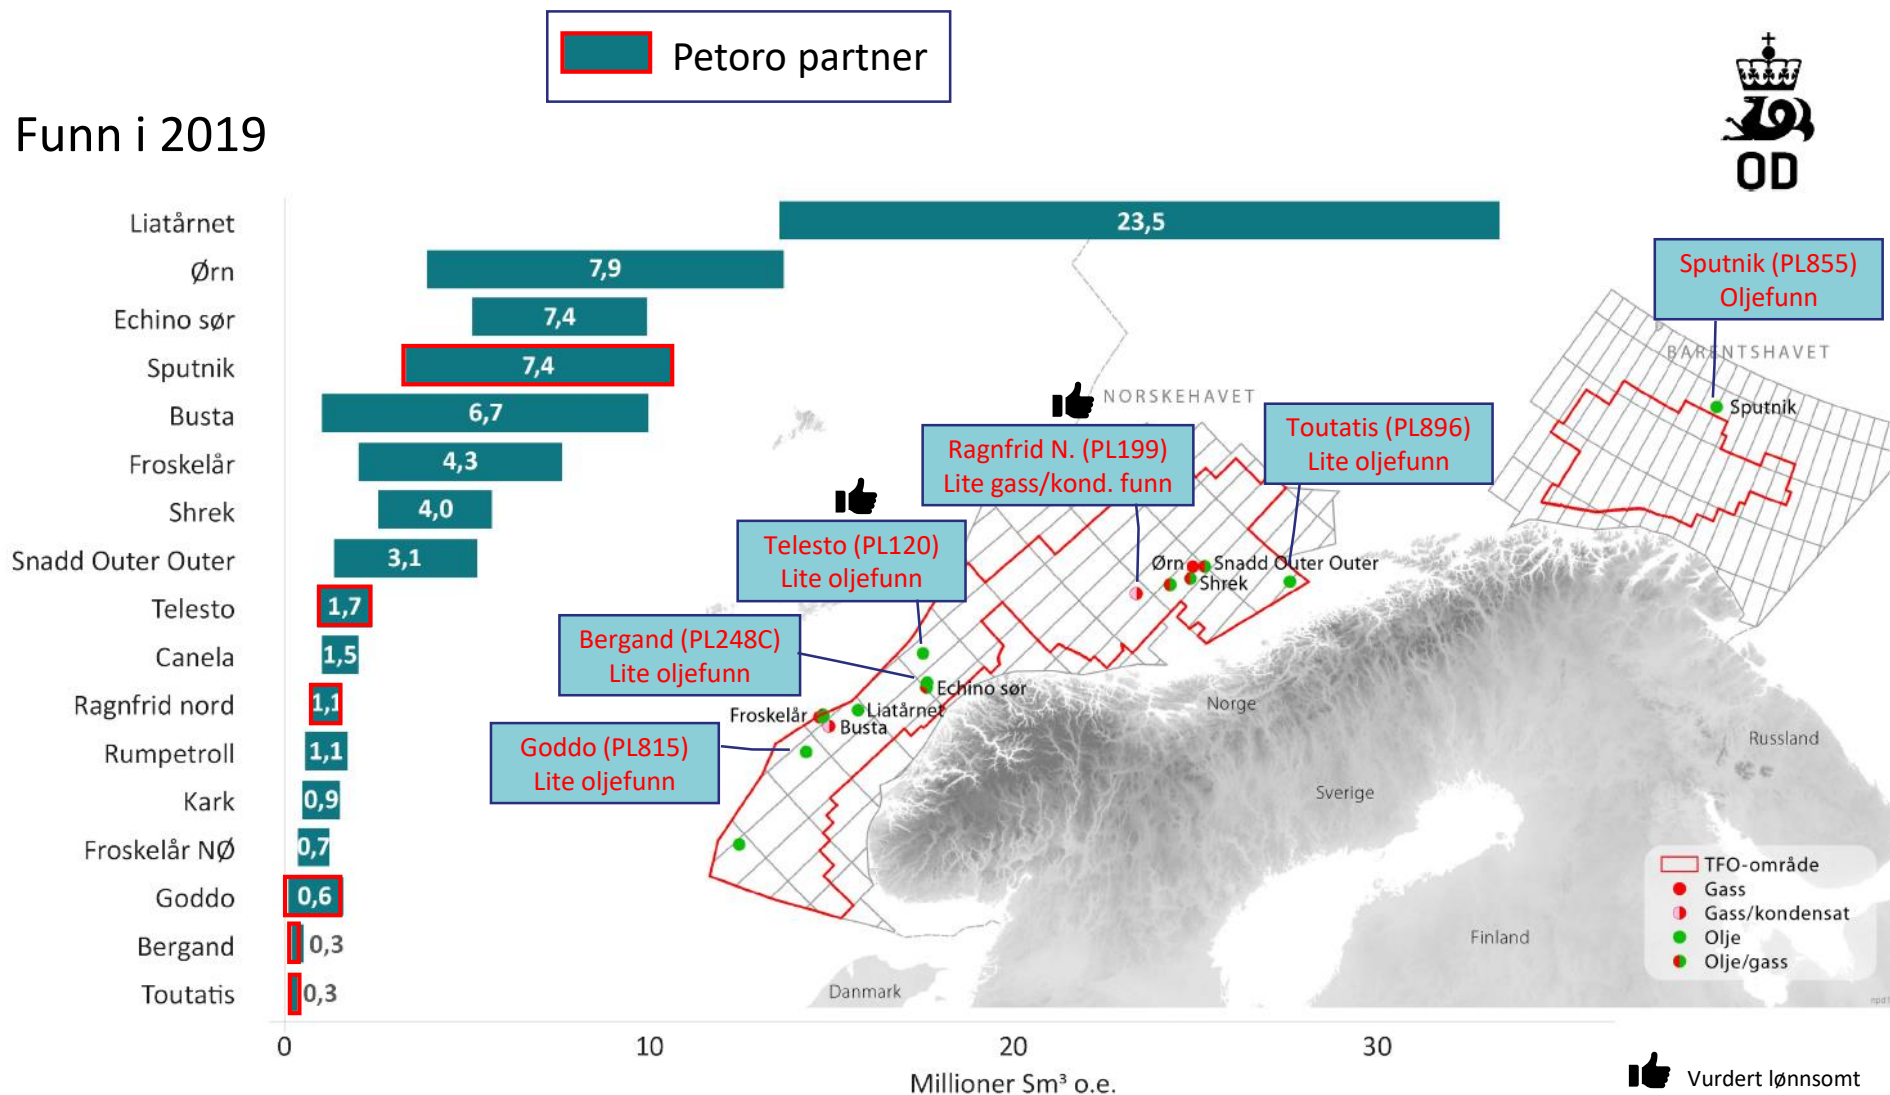 Petoro partner
Funn i 2019
OD
Liatårnet
23,5
Ørn
7,9
Echino sør
7,4
Sputnik
7,4
Busta
6,7
Froskelår
4,3
Shrek
4,0
Snadd Outer Outer
3,1
Telesto
1,7
Canela
1,5
Ragnfrid nord
1,1
Rumpetroll
1,1
Kark
0,9
Froskelår NØ
0,7
Goddo
0,6
Bergand
0,3
Toutatis
0,3
0
10
20
30
Millioner Sm³ o.e.
Sputnik (PL855)
Oljefunn
BARENTSHAVET
Sputnik
NORSKEHAVET
Toutatis (PL896)
Lite oljefunn
Ragnfrid N. (PL199)
Lite gass/kond. funn
Telesto (PL120)
Lite oljefunn
Ørn
Snadd Outer Outer
Shrek
Bergand (PL248C)
Lite oljefunn
Echino sør
Froskelår
Liatårnet
Busta
Goddo (PL815)
Lite oljefunn
Norge
Sverige
Russland
Finland
Danmark
TFO-område
Gass
Gass/kondensat
Olje
Olje/gass
Vurdert lønnsomt